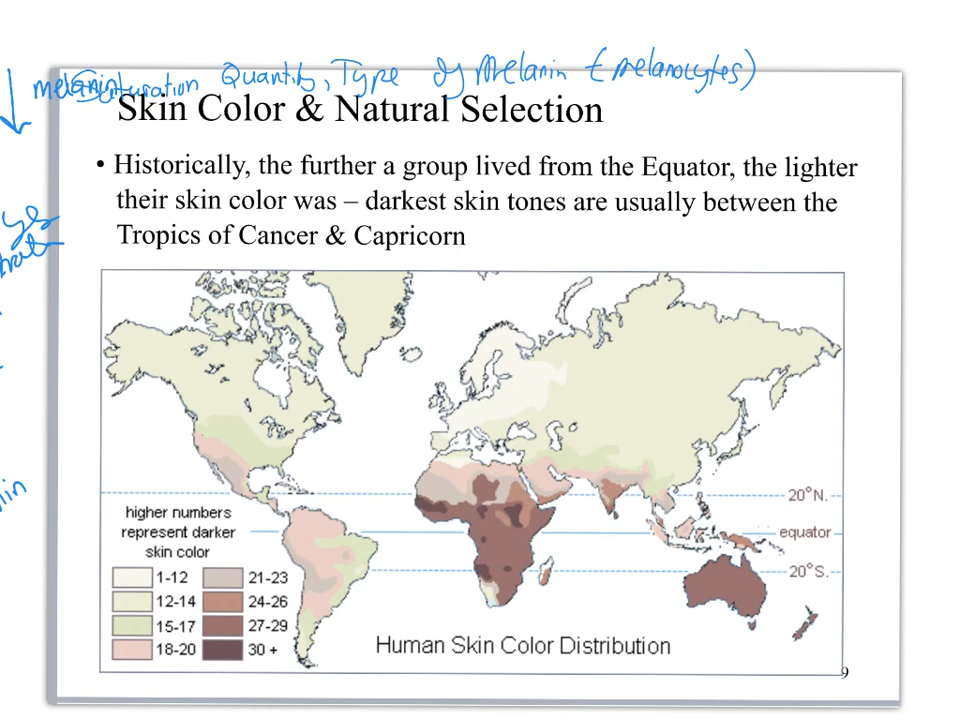 Quantity, Type of Melanin (melanocytes)
melanin
Skin Color & Natural Selection
• Historically, the further a group lived from the Equator, the lighter
their skin color was – darkest skin tones are usually between the
Tropics of Cancer & Capricorn
20°N.
equator
20°S.
higher numbers
represent darker
skin color
1-12 21-23
12-14 24-26
15-17 27-29
18-20 30 +
Human Skin Color Distribution
9